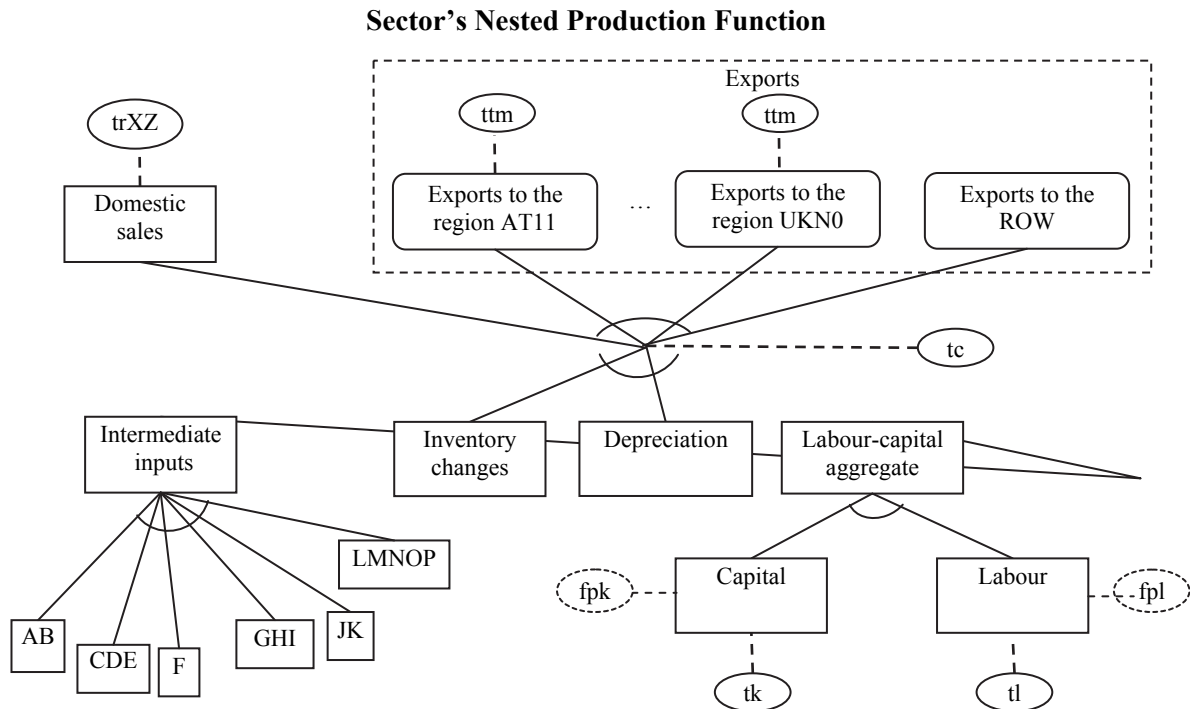 Sector’s Nested Production Function
Exports
trXZ
ttm
ttm
Domestic
sales
Exports to the
region AT11
...
Exports to the
region UKN0
Exports to the
ROW
tc
Intermediate
inputs
Inventory
changes
Depreciation
Labour-capital
aggregate
LMNOP
AB
CDE
F
GHI
JK
fpk
Capital
Labour
fpl
tk
tl